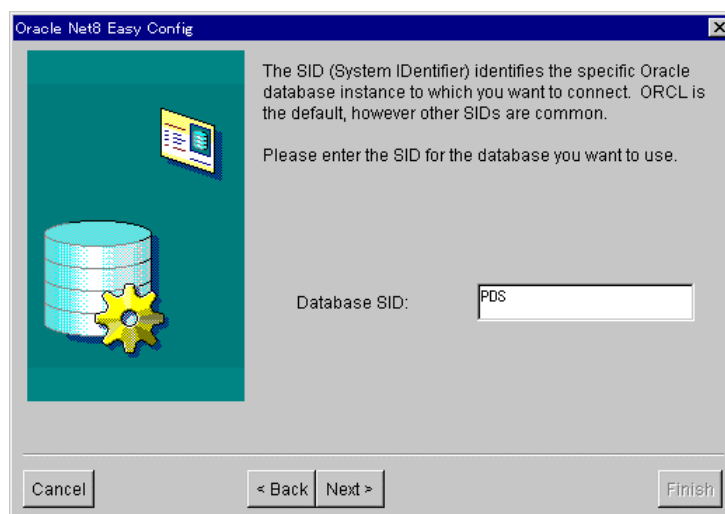 Oracle Net8 Easy Config
The SID (System IDentifier) identifies the specific Oracle
database instance to which you want to connect.  ORCL is
the default, however other SIDs are common.
Please enter the SID for the database you want to use.
Database SID:
PDS
Cancel
< Back
Next >
Finish